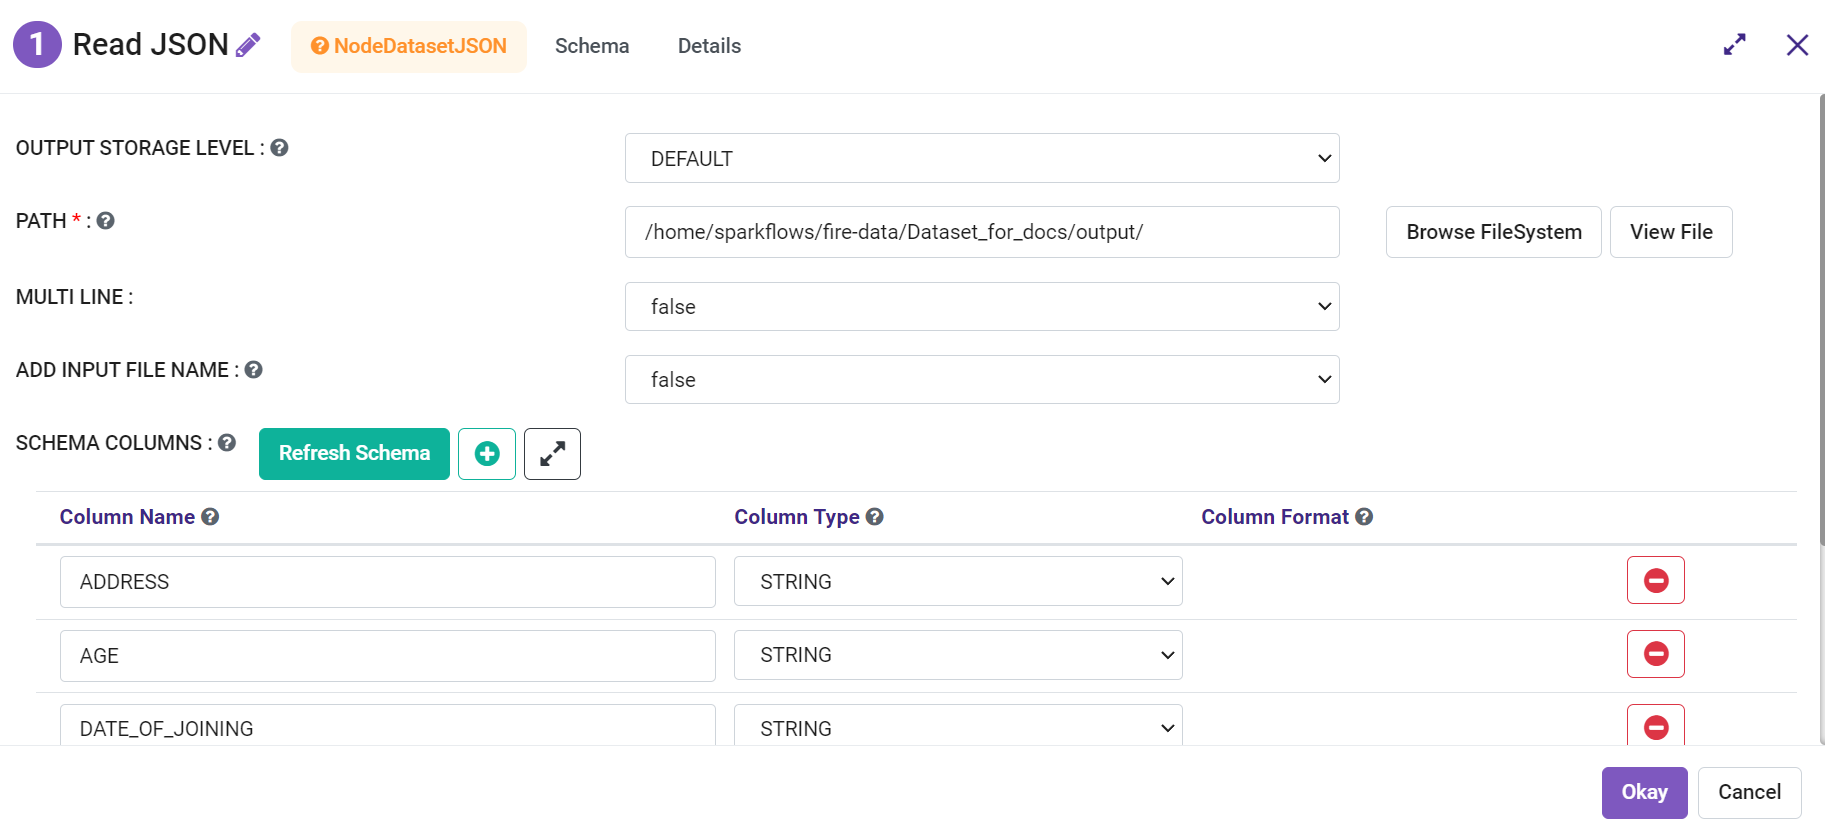 1 Read JSON NodeDatasetJSON Schema Details
OUTPUT STORAGE LEVEL : DEFAULT
PATH * : /home/sparkflows/fire-data/Dataset_for_docs/output/ Browse FileSystem View File
MULTI LINE : false
ADD INPUT FILE NAME : false
SCHEMA COLUMNS : Refresh Schema
Column Name Column Type Column Format
ADDRESS STRING
AGE STRING
DATE_OF_JOINING STRING
Okay Cancel